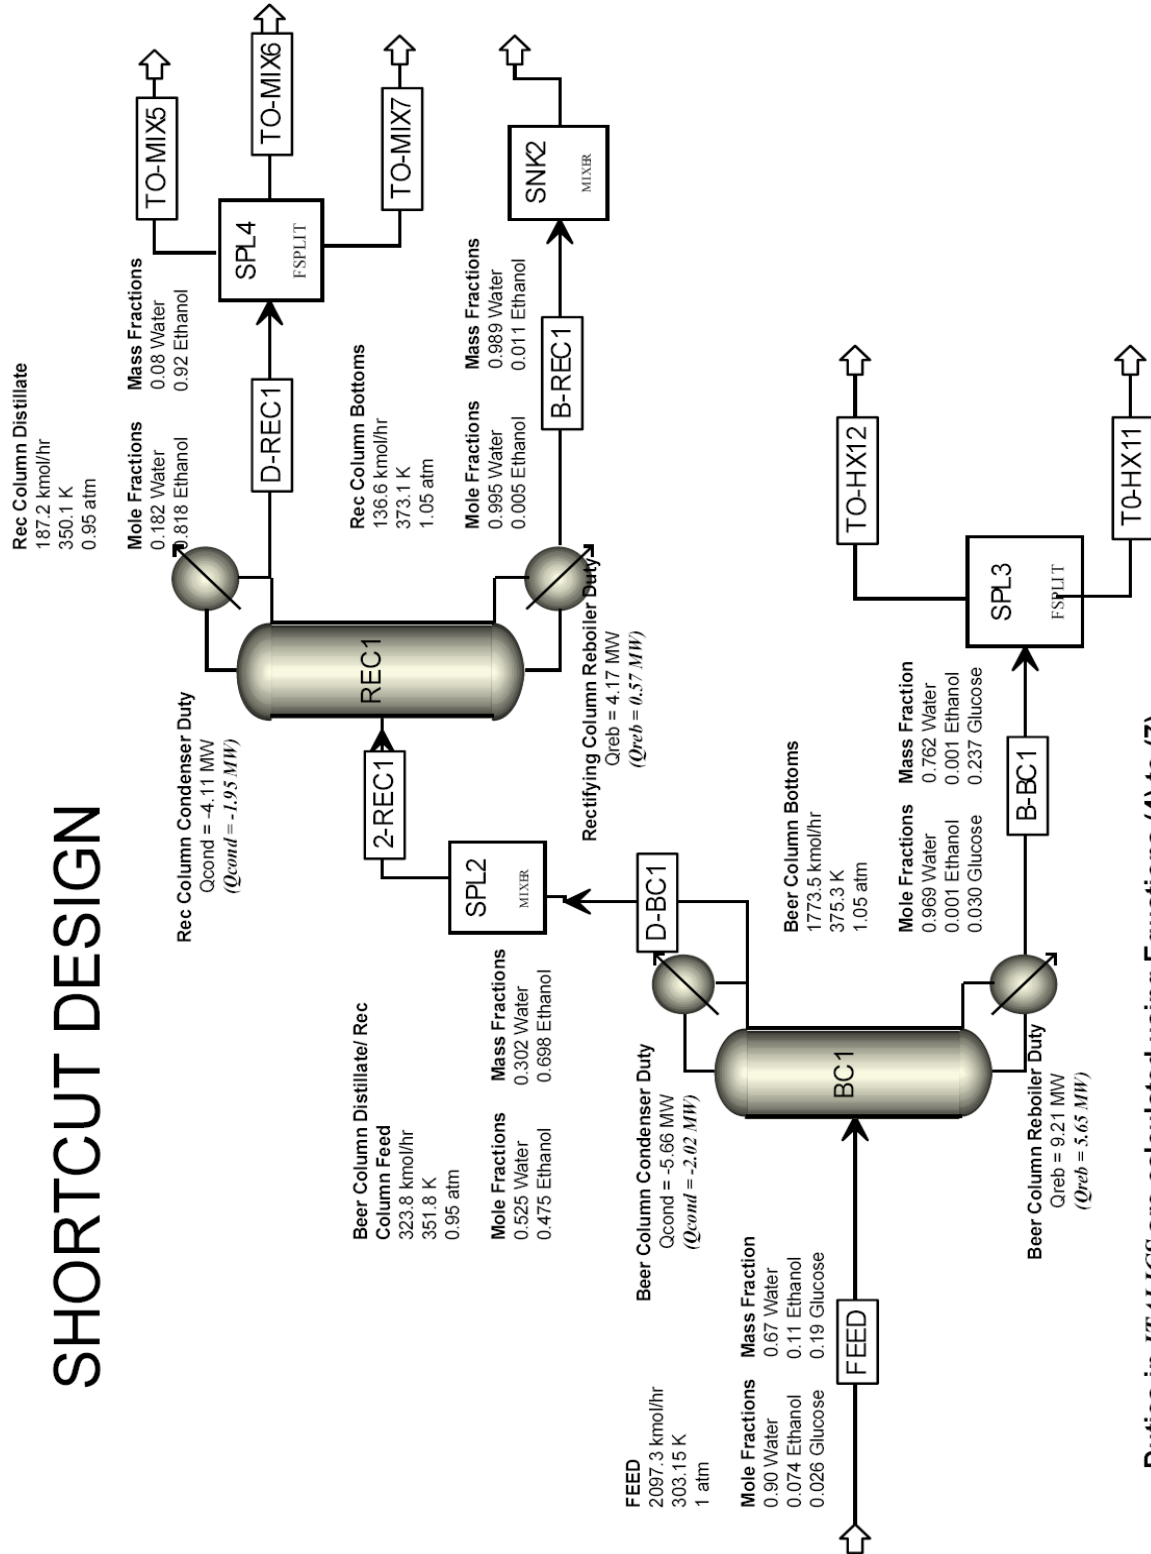 SHORTCUT DESIGN
Rec Column Distillate
187.2 kmol/hr
350.1 K
0.95 atm
Mole Fractions Mass Fractions
0.182 Water 0.08 Water
0.818 Ethanol 0.92 Ethanol
TO-MIX5
TO-MIX6
TO-MIX7
SPL4
FSPLIT
D-REC1
Rec Column Condenser Duty
Qcond = -4.11 MW
(Qcond = -1.95 MW)
REC1
2-REC1
SPL2
MIXER
Rec Column Bottoms
136.6 kmol/hr
373.1 K
1.05 atm
Mole Fractions Mass Fractions
0.995 Water 0.989 Water
0.005 Ethanol 0.011 Ethanol
B-REC1
SNK2
MIXER
Rectifying Column Reboiler Duty
Qreb = 4.17 MW
(Qreb = 0.57 MW)
Beer Column Distillate/ Rec
Column Feed
323.8 kmol/hr
351.8 K
0.95 atm
Mole Fractions Mass Fractions
0.525 Water 0.302 Water
0.475 Ethanol 0.698 Ethanol
D-BC1
Beer Column Condenser Duty
Qcond = -5.66 MW
(Qcond = -2.02 MW)
FEED
2097.3 kmol/hr
303.15 K
1 atm
Mole Fractions Mass Fraction
0.90 Water 0.67 Water
0.074 Ethanol 0.11 Ethanol
0.026 Glucose 0.19 Glucose
FEED
BC1
Beer Column Bottoms
1773.5 kmol/hr
375.3 K
1.05 atm
Mole Fractions Mass Fraction
0.969 Water 0.762 Water
0.001 Ethanol 0.001 Ethanol
0.030 Glucose 0.237 Glucose
B-BC1
SPL3
FSPLIT
TO-HX12
T0-HX11
Beer Column Reboiler Duty
Qreb = 9.21 MW
(Qreb = 5.65 MW)
Duties in ITALICS are calculated using Equations (4) to (7)